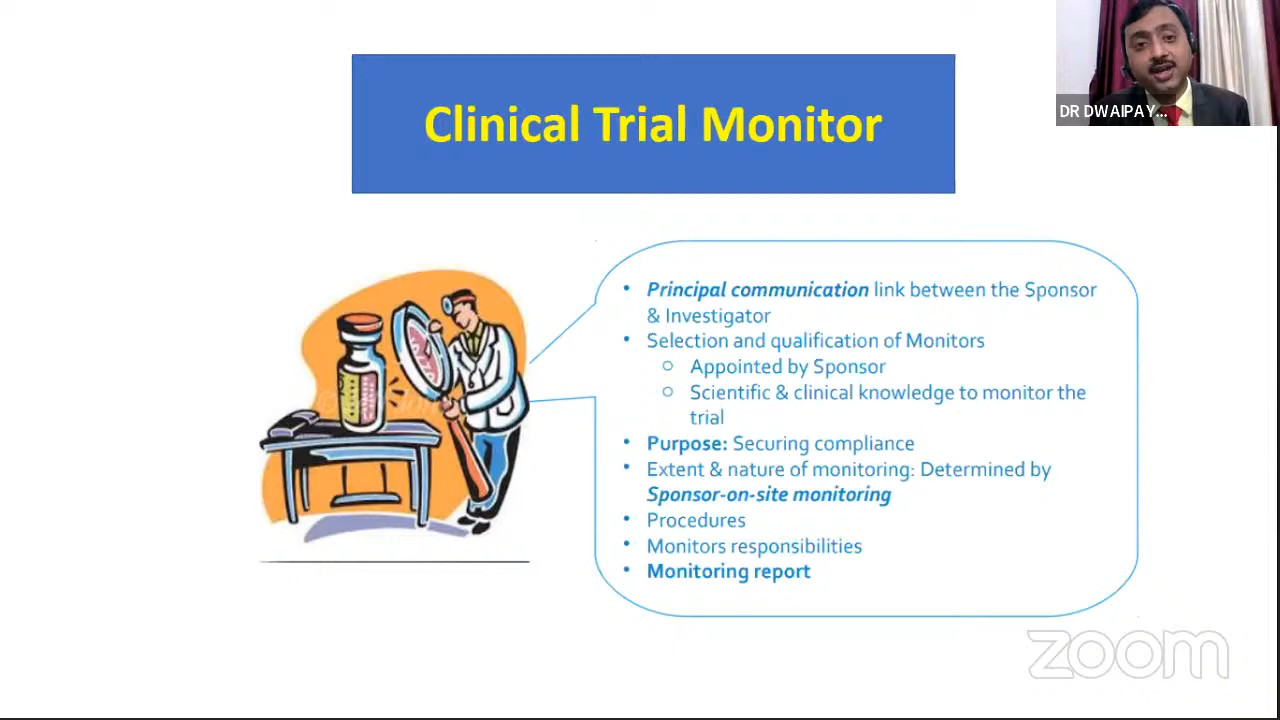 DR DWAIPAY...
Clinical Trial Monitor
• Principal communication link between the Sponsor
& Investigator
• Selection and qualification of Monitors
○ Appointed by Sponsor
○ Scientific & clinical knowledge to monitor the
trial
• Purpose: Securing compliance
• Extent & nature of monitoring: Determined by
Sponsor-on-site monitoring
• Procedures
• Monitors responsibilities
• Monitoring report
zoom